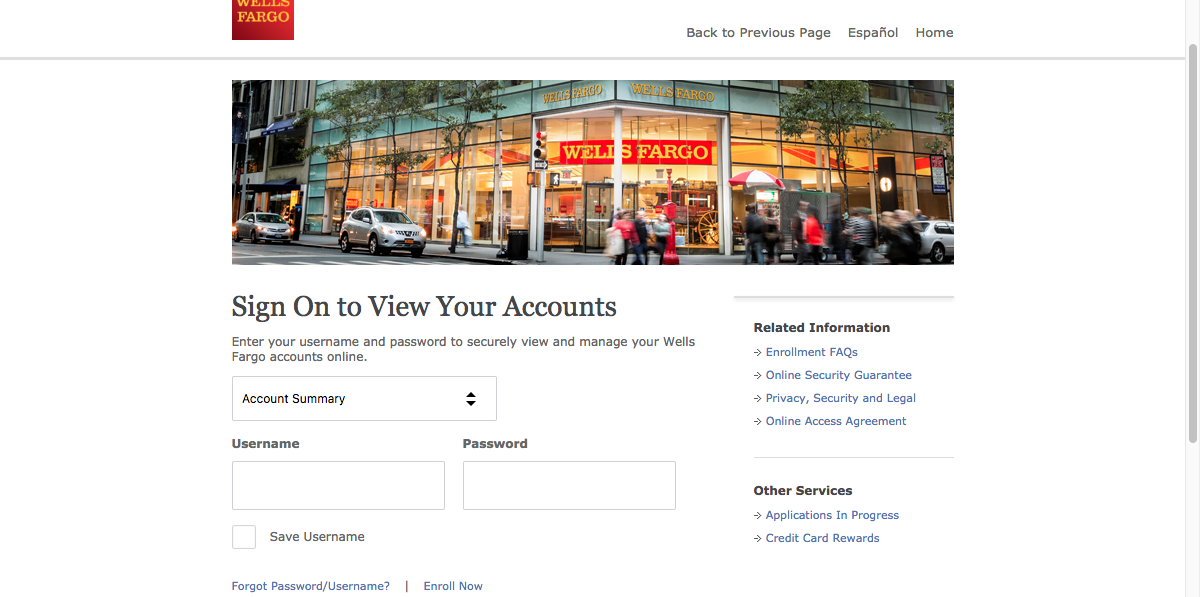 WELLS
FARGO
Back to Previous Page Español Home
WELLS FARGO WELLS FARGO
WELLS FARGO
Sign On to View Your Accounts
Enter your username and password to securely view and manage your Wells
Fargo accounts online.
Account Summary
Username Password
Save Username
Forgot Password/Username? | Enroll Now
Related Information
Enrollment FAQs
Online Security Guarantee
Privacy, Security and Legal
Online Access Agreement
Other Services
Applications In Progress
Credit Card Rewards